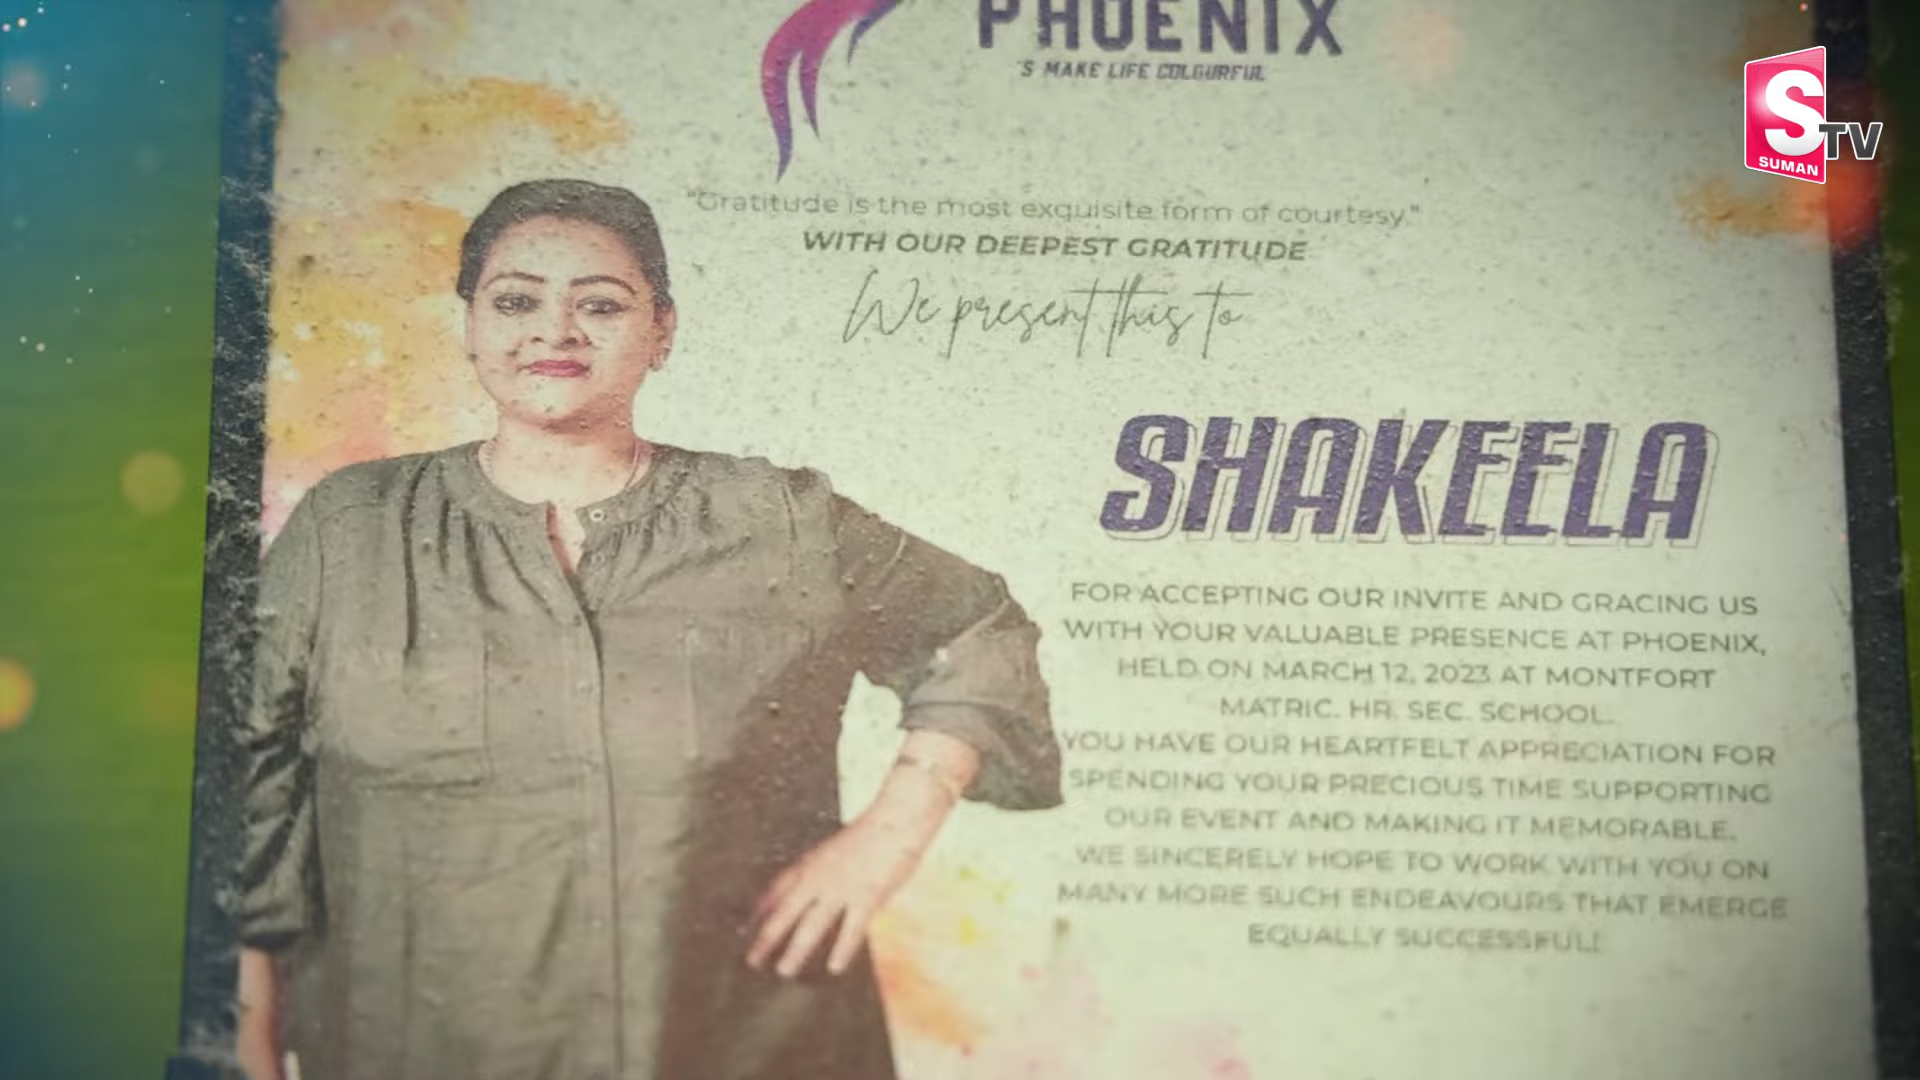 PHOENIX
'S MAKE LIFE COLOURFUL
S TV
SUMAN
"Gratitude is the most exquisite form of courtesy."
WITH OUR DEEPEST GRATITUDE
We present this to
SHAKEELA
FOR ACCEPTING OUR INVITE AND GRACING US
WITH YOUR VALUABLE PRESENCE AT PHOENIX,
HELD ON MARCH 12, 2023 AT MONTFORT
MATRIC. HR. SEC. SCHOOL.
YOU HAVE OUR HEARTFELT APPRECIATION FOR
SPENDING YOUR PRECIOUS TIME SUPPORTING
OUR EVENT AND MAKING IT MEMORABLE.
WE SINCERELY HOPE TO WORK WITH YOU ON
MANY MORE SUCH ENDEAVOURS THAT EMERGE
EQUALLY SUCCESSFUL!